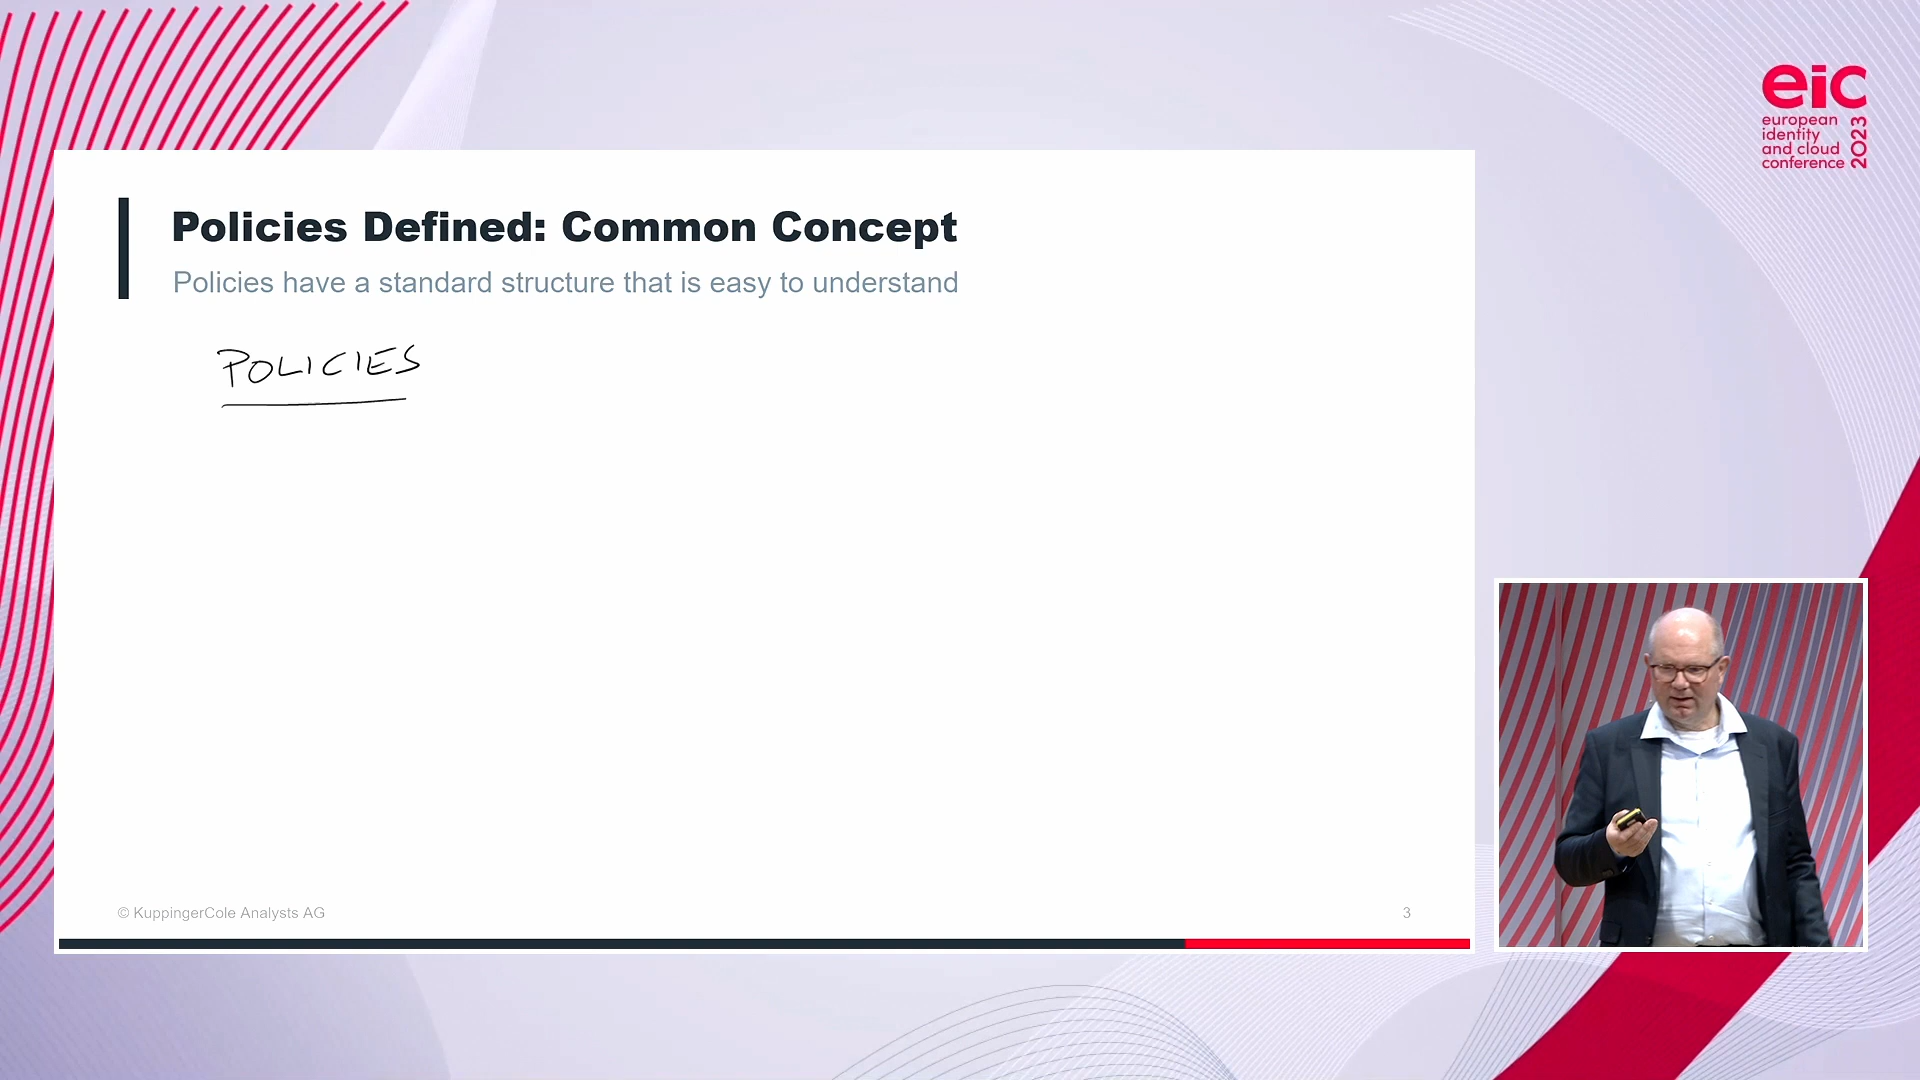 eic
european
identity
and cloud
conference
2023
Policies Defined: Common Concept
Policies have a standard structure that is easy to understand
POLICIES
© KuppingerCole Analysts AG
3